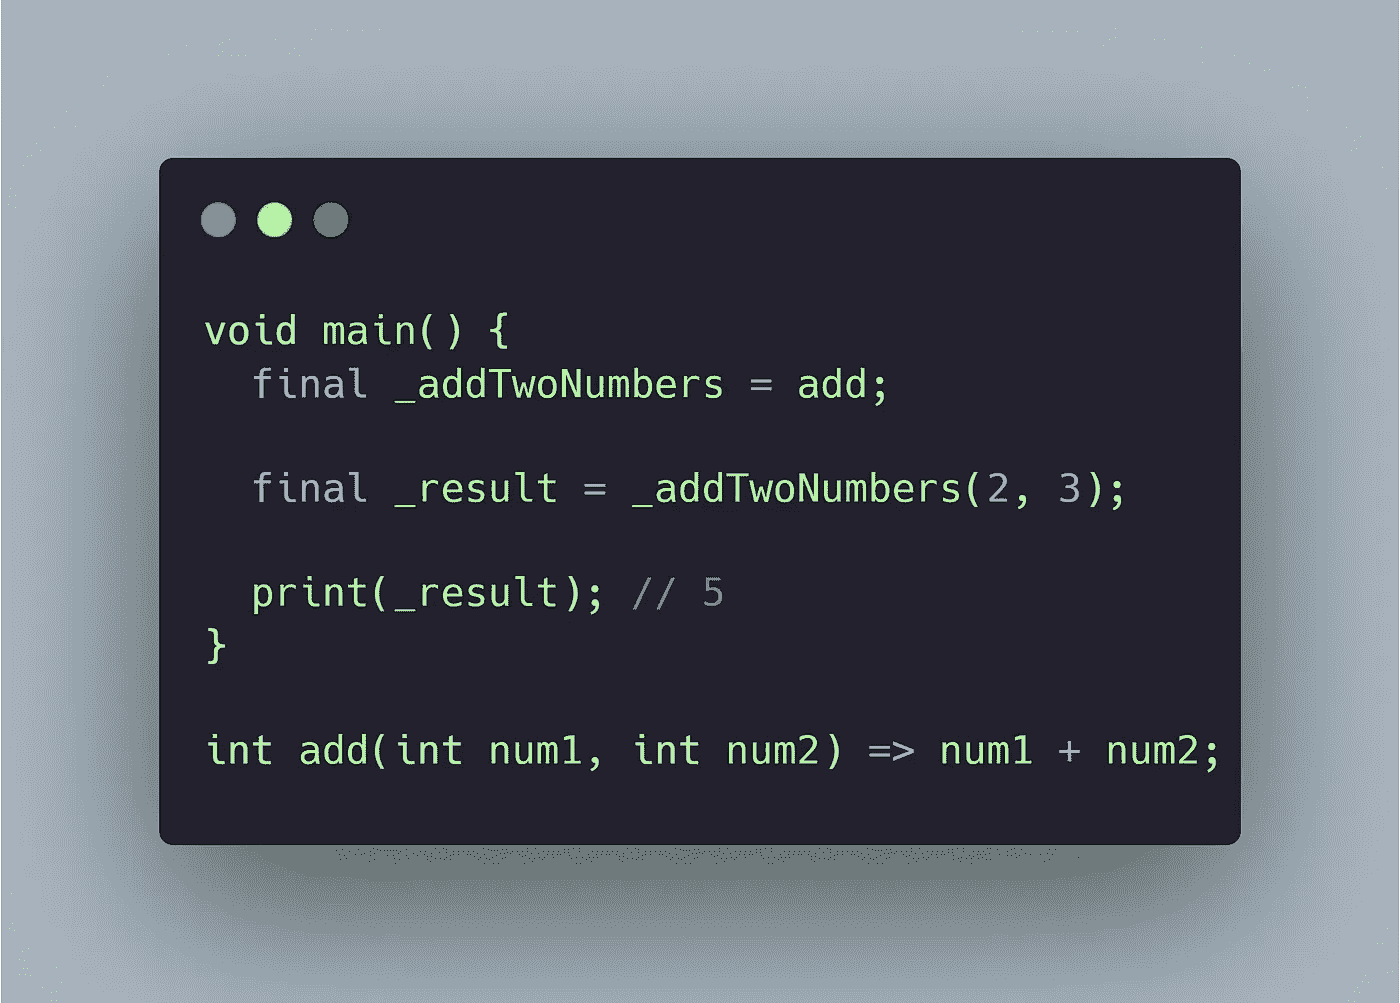 void main() {
  final _addTwoNumbers = add;
  final _result = _addTwoNumbers(2, 3);
  print(_result); // 5
}
int add(int num1, int num2) => num1 + num2;